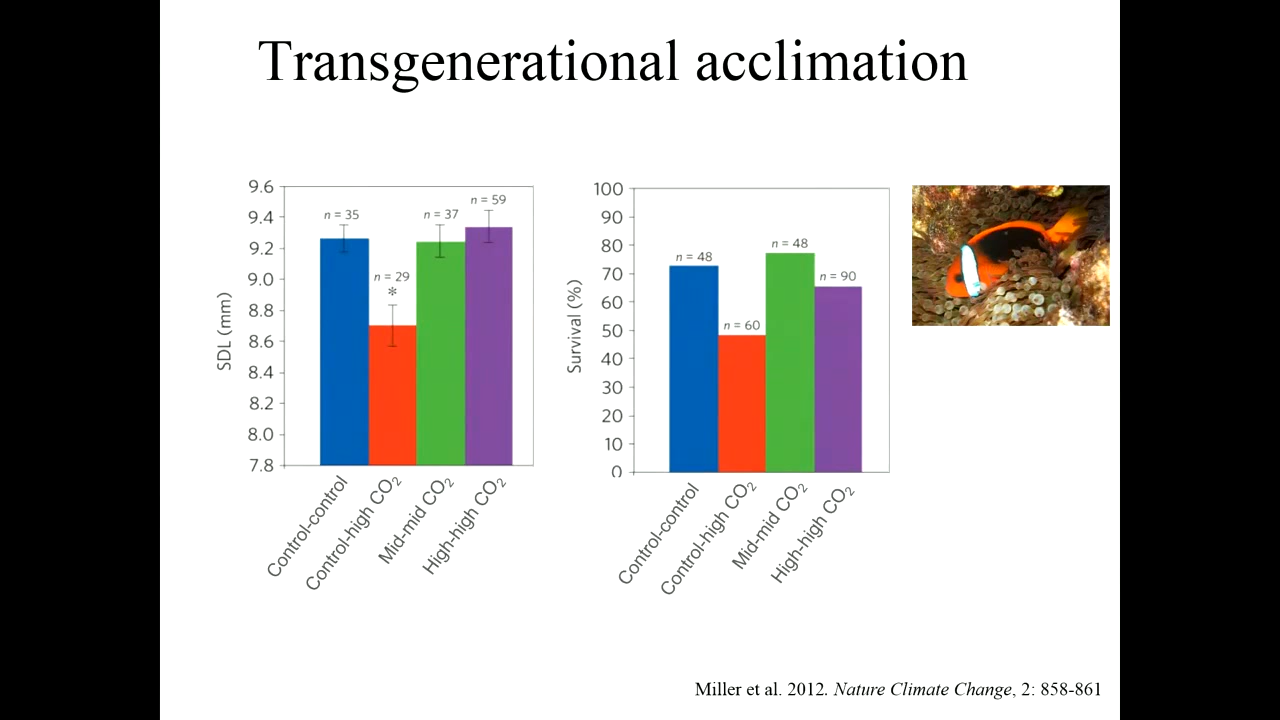 Transgenerational acclimation
9.6
9.4
9.2
9.0
8.8
8.6
8.4
8.2
8.0
7.8
SDL (mm)
n = 35
n = 29
*
n = 37
n = 59
Control-control
Control-high CO₂
Mid-mid CO₂
High-high CO₂
100
90
80
70
60
50
40
30
20
10
0
Survival (%)
n = 48
n = 60
n = 48
n = 90
Control-control
Control-high CO₂
Mid-mid CO₂
High-high CO₂
Miller et al. 2012. Nature Climate Change, 2: 858-861